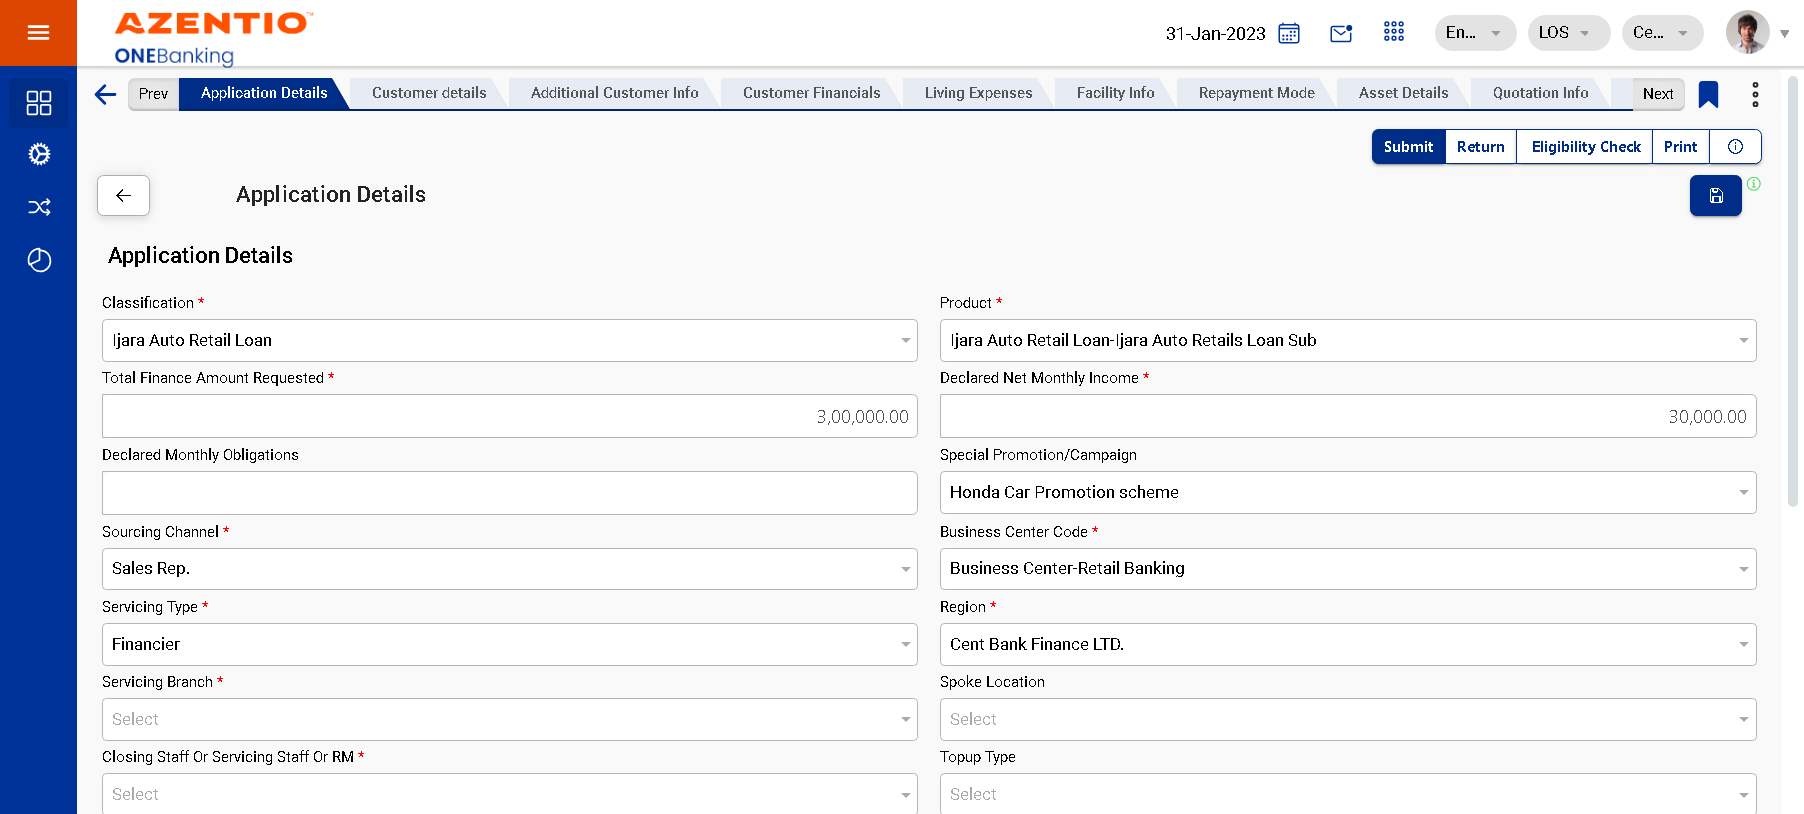 AZENTIO™
ONEBanking
31-Jan-2023
En...
LOS
Ce...
Prev
Application Details
Customer details
Additional Customer Info
Customer Financials
Living Expenses
Facility Info
Repayment Mode
Asset Details
Quotation Info
Next
Submit
Return
Eligibility Check
Print
Application Details
Application Details
Classification *
Product *
Ijara Auto Retail Loan
Ijara Auto Retail Loan-Ijara Auto Retails Loan Sub
Total Finance Amount Requested *
Declared Net Monthly Income *
3,00,000.00
30,000.00
Declared Monthly Obligations
Special Promotion/Campaign
Honda Car Promotion scheme
Sourcing Channel *
Business Center Code *
Sales Rep.
Business Center-Retail Banking
Servicing Type *
Region *
Financier
Cent Bank Finance LTD.
Servicing Branch *
Spoke Location
Select
Select
Closing Staff Or Servicing Staff Or RM *
Topup Type
Select
Select